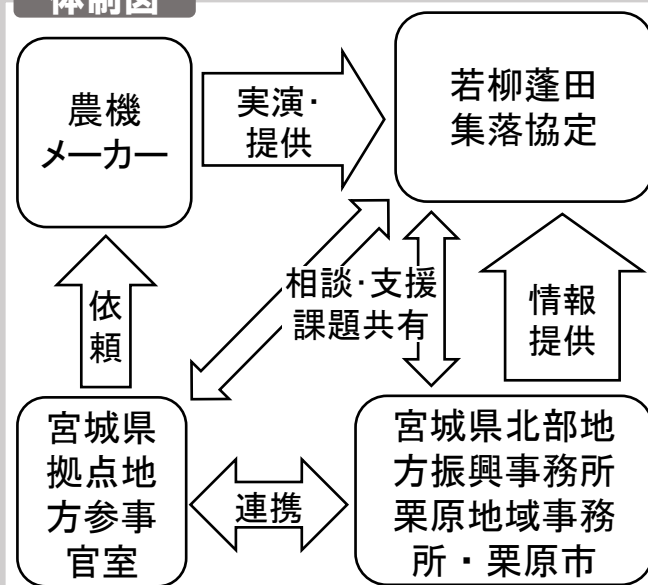 体制図
農機
メーカー
実演・
提供
若柳蓬田
集落協定
依
頼
相談・支援
課題共有
情報
提供
宮城県
拠点地
方参事
官室
連携
宮城県北部地
方振興事務所
栗原地域事務
所・栗原市